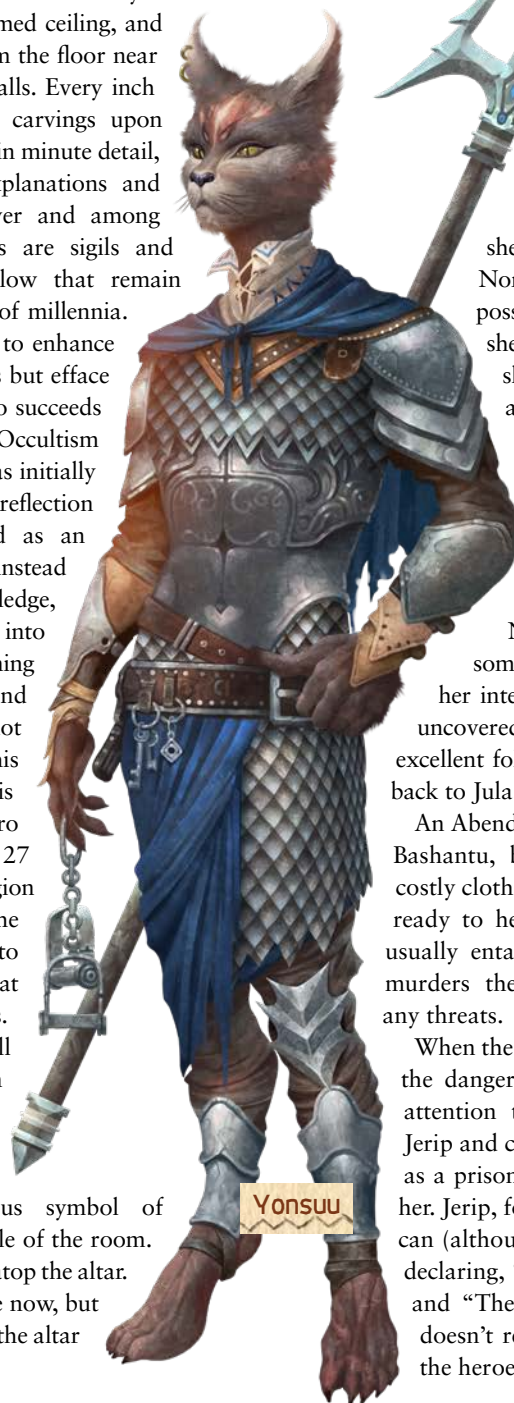 med ceiling, and
the floor near
alls. Every inch
carvings upon
in minute detail,
planations and
ver and among
s are sigils and
low that remain
of millennia.
to enhance
s but efface
o succeeds
Occultism
as initially
reflection
d as an
instead
ledge,
into
ning
nd
ot
his
is
ro
27
gion
he
to
at
s.
ll
n
us symbol of
le of the room.
top the altar.
e now, but
the altar
she
Nor
poss
she
sl
a
N
som
her inte
uncovered
excellent fo
back to Jula
An Abend
Bashantu, b
costly cloth
ready to he
usually enta
murders the
any threats.
When the
the danger
attention t
Jerip and c
as a prison
her. Jerip, fo
can (althou
declaring, “
and “The
doesn’t re
the heroe
Yonsuu